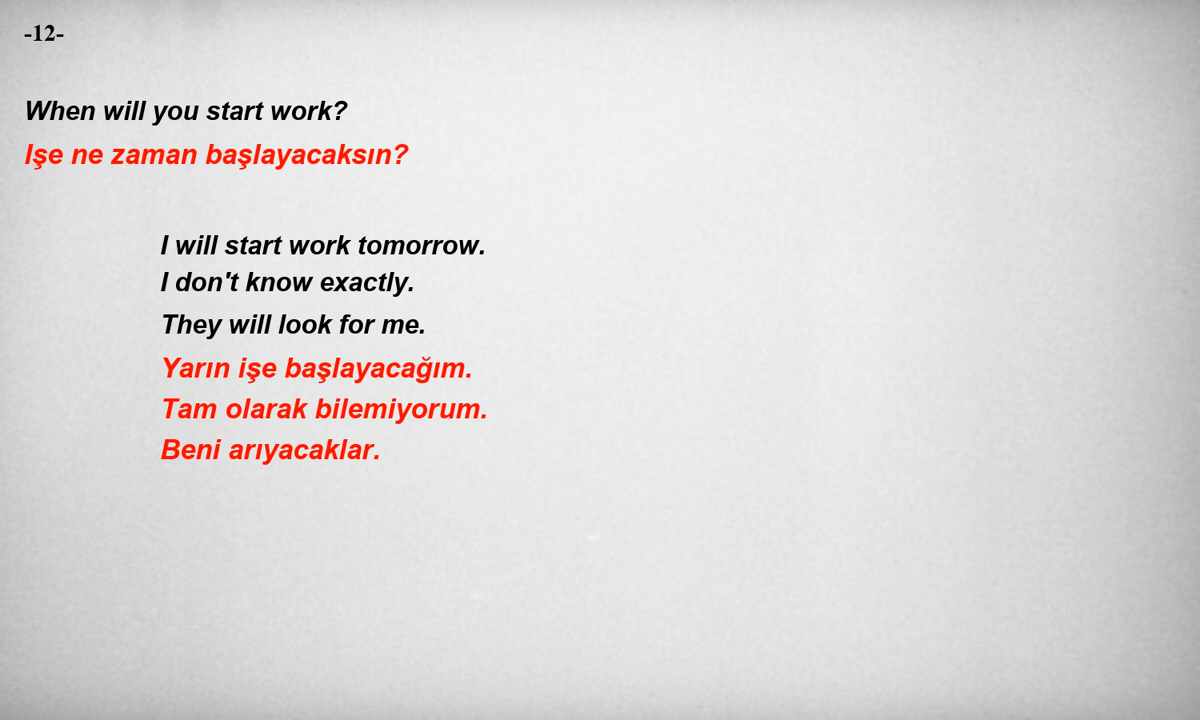 -12-
When will you start work?
Işe ne zaman başlayacaksın?
I will start work tomorrow.
I don't know exactly.
They will look for me.
Yarın işe başlayacağım.
Tam olarak bilemiyorum.
Beni arıyacaklar.